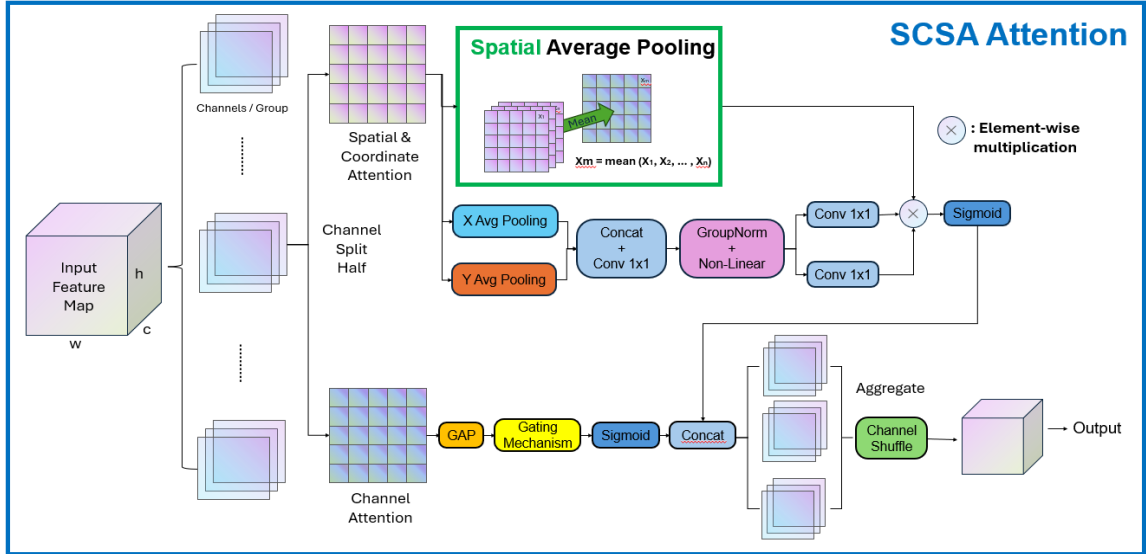 SCSA Attention
Spatial Average Pooling
Xm
X₁
Mean
Xm = mean (X₁, X₂, ... , Xn)
Channels / Group
Spatial &
Coordinate
Attention
× : Element-wise
multiplication
Input
Feature
Map
h
w
c
Channel
Split
Half
X Avg Pooling
Y Avg Pooling
Concat
+
Conv 1x1
GroupNorm
+
Non-Linear
Conv 1x1
Conv 1x1
×
Sigmoid
Channel
Attention
GAP
Gating
Mechanism
Sigmoid
Concat
Aggregate
Channel
Shuffle
Output